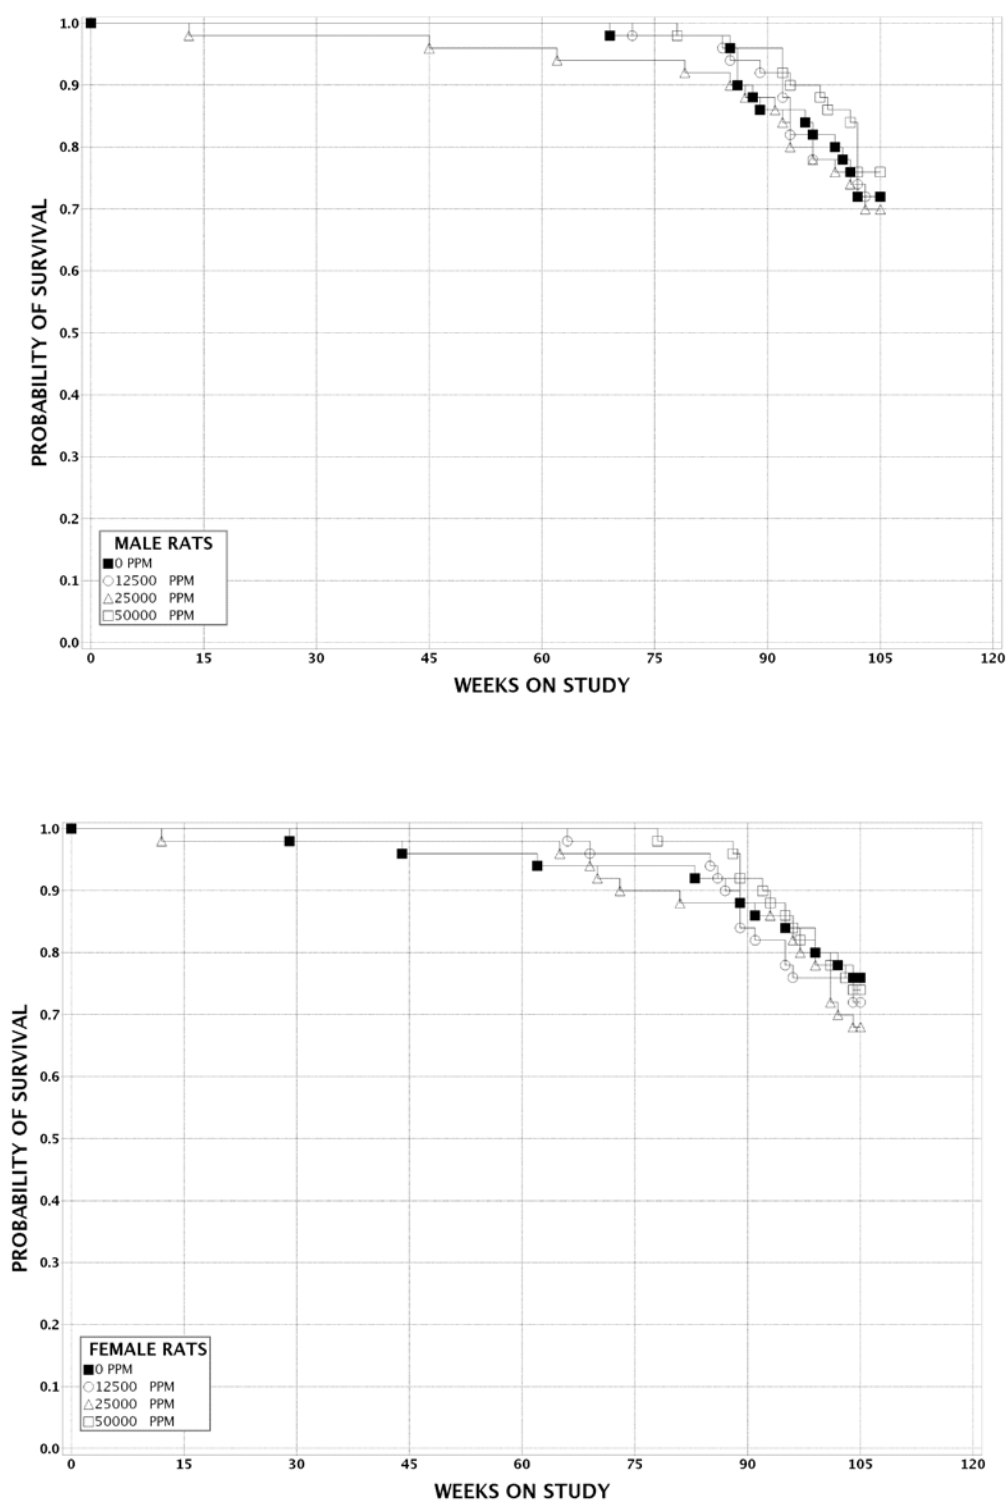 1.0
0.9
0.8
0.7
0.6
0.5
0.4
0.3
0.2
0.1
0.0
PROBABILITY OF SURVIVAL
MALE RATS
0 PPM
12500 PPM
25000 PPM
50000 PPM
0 15 30 45 60 75 90 105 120
WEEKS ON STUDY
1.0
0.9
0.8
0.7
0.6
0.5
0.4
0.3
0.2
0.1
0.0
PROBABILITY OF SURVIVAL
FEMALE RATS
0 PPM
12500 PPM
25000 PPM
50000 PPM
0 15 30 45 60 75 90 105 120
WEEKS ON STUDY